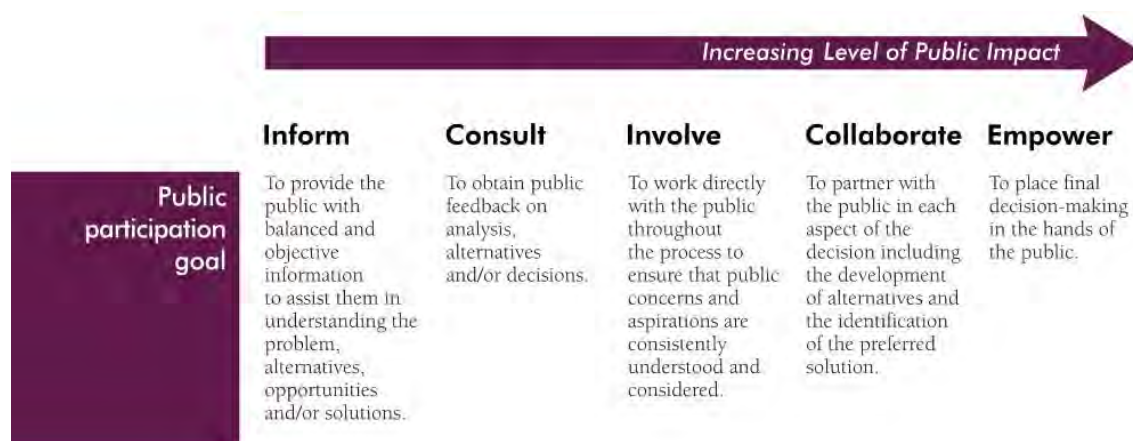 Increasing Level of Public Impact
Public
participation
goal
Inform
To provide the
public with
balanced and
objective
information
to assist them in
understanding the
problem,
alternatives,
opportunities
and/or solutions.
Consult
To obtain public
feedback on
analysis,
alternatives
and/or decisions.
Involve
To work directly
with the public
throughout
the process to
ensure that public
concerns and
aspirations are
consistently
understood and
considered.
Collaborate
To partner with
the public in each
aspect of the
decision including
the development
of alternatives and
the identification
of the preferred
solution.
Empower
To place final
decision-making
in the hands of
the public.